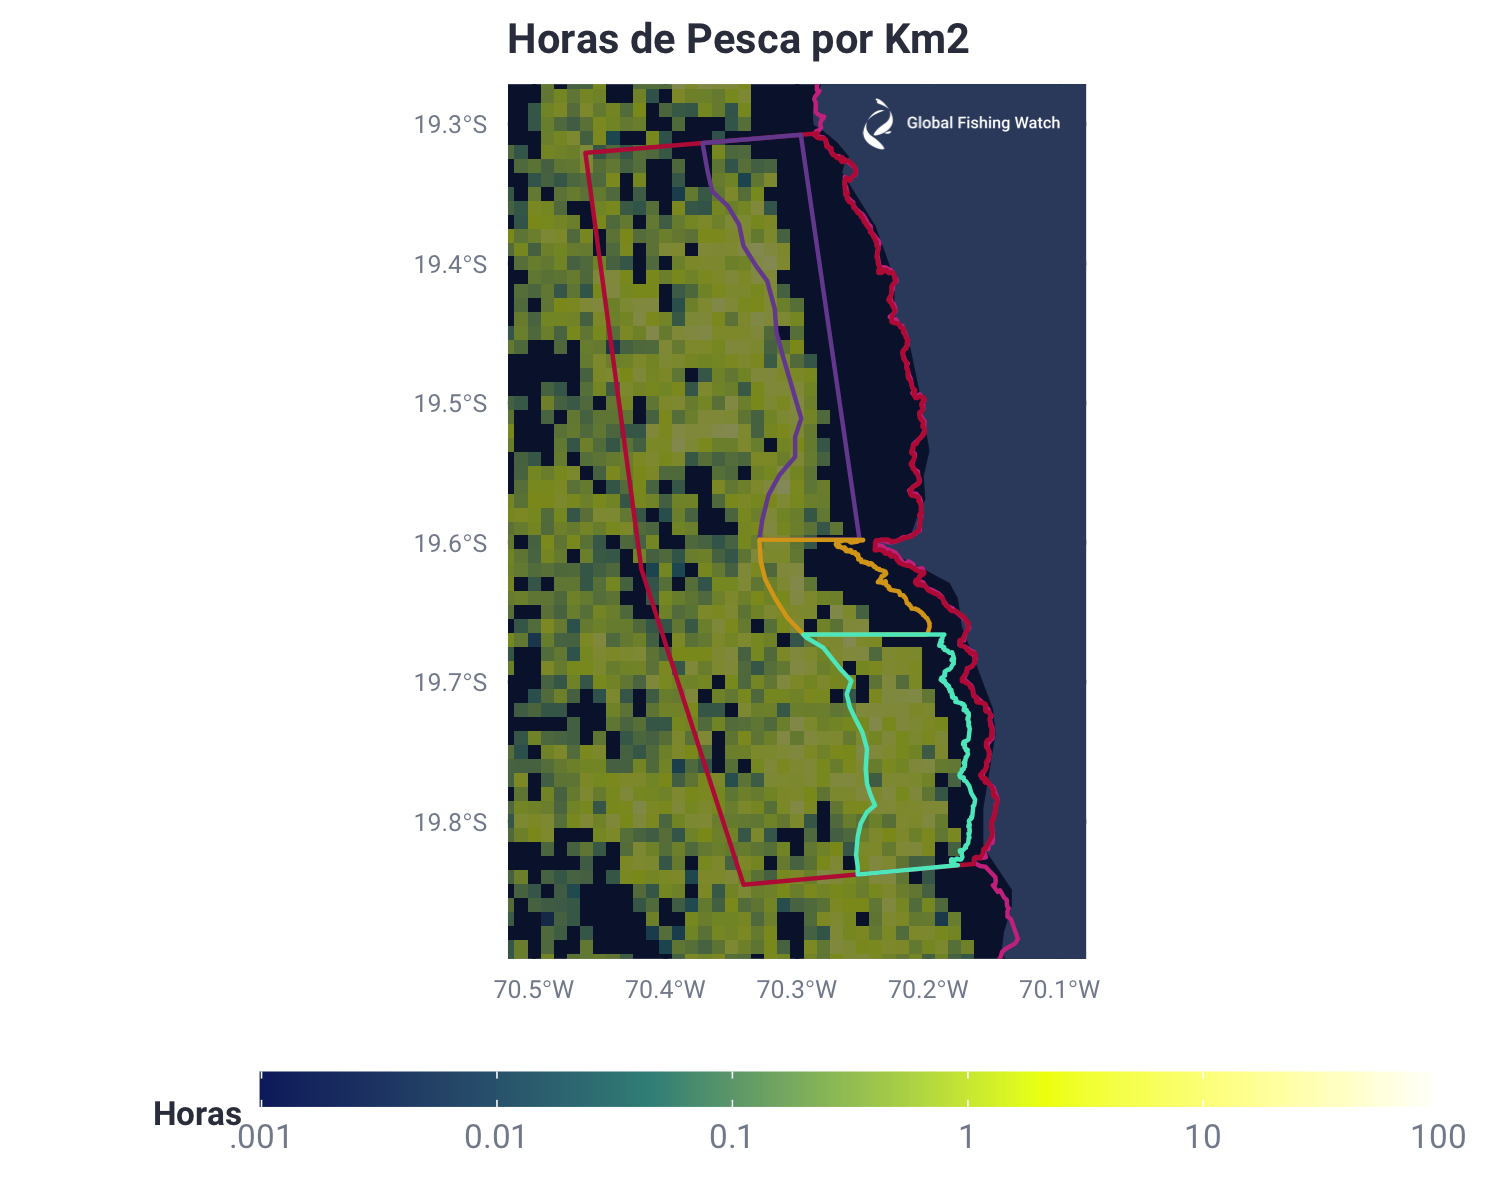 Horas de Pesca por Km2
Global Fishing Watch
19.3°S
19.4°S
19.5°S
19.6°S
19.7°S
19.8°S
70.5°W 70.4°W 70.3°W 70.2°W 70.1°W
Horas
.001 0.01 0.1 1 10 100